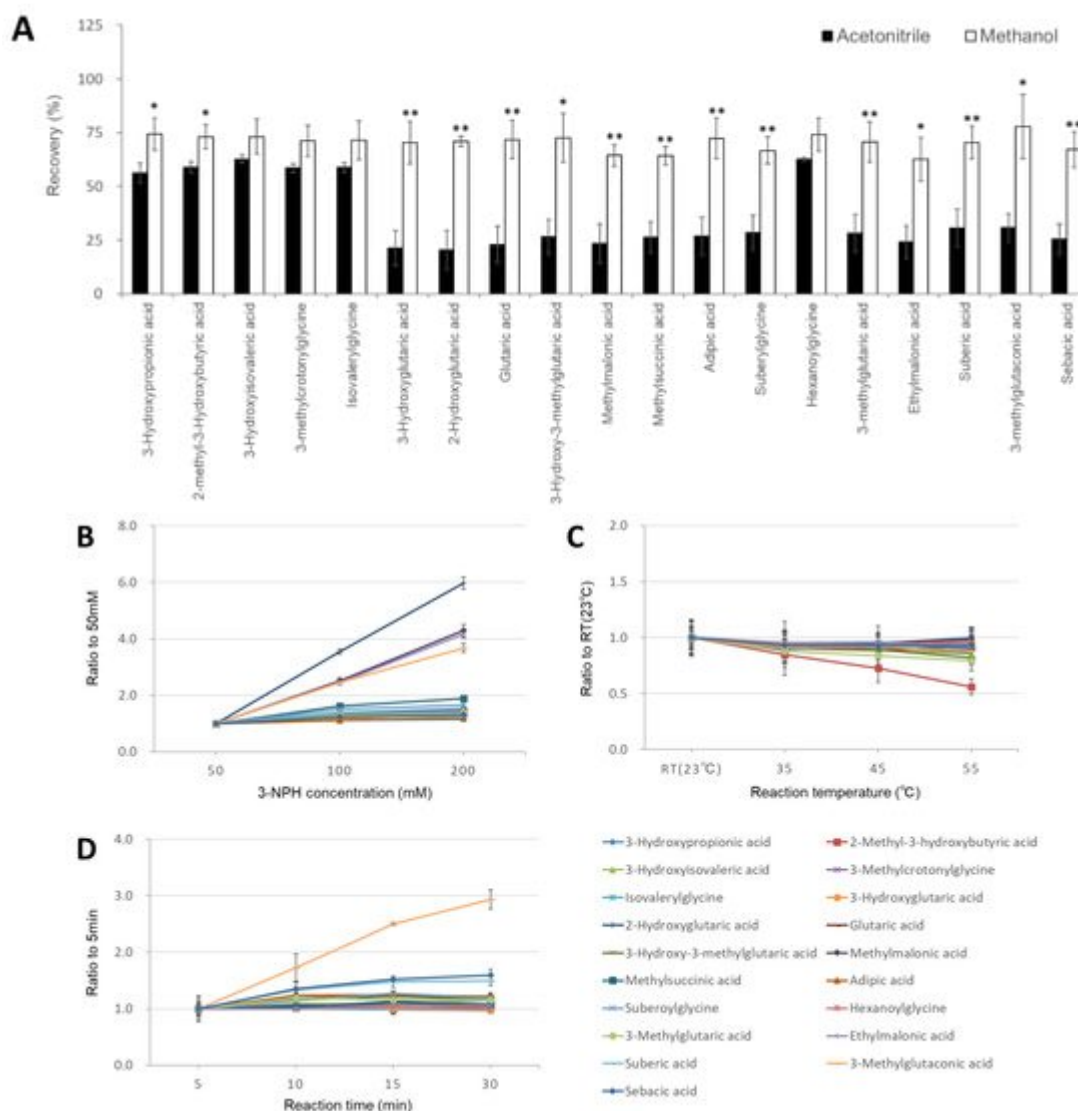 A
125
100
75
50
25
0
Recovery (%)
Acetonitrile Methanol
* * ** ** ** * ** ** ** ** ** * ** * **
3-Hydroxypropionic acid
2-methyl-3-Hydroxybutyric acid
3-Hydroxyisovaleric acid
3-methylcrotonylglycine
Isovalerylglycine
3-Hydroxyglutaric acid
2-Hydroxyglutaric acid
Glutaric acid
3-Hydroxy-3-methylglutaric acid
Methylmalonic acid
Methylsuccinic acid
Adipic acid
Suberylglycine
Hexanoylglycine
3-methylglutaric acid
Ethylmalonic acid
Suberic acid
3-methylglutaconic acid
Sebacic acid
B
8.0
6.0
4.0
2.0
0.0
Ratio to 50mM
50 100 200
3-NPH concentration (mM)
C
2.0
1.5
1.0
0.5
0.0
Ratio to RT(23℃)
RT(23℃) 35 45 55
Reaction temperature (℃)
D
4.0
3.0
2.0
1.0
0.0
Ratio to 5min
5 10 15 30
Reaction time (min)
3-Hydroxypropionic acid 2-Methyl-3-hydroxybutyric acid
3-Hydroxyisovaleric acid 3-Methylcrotonylglycine
Isovalerylglycine 3-Hydroxyglutaric acid
2-Hydroxyglutaric acid Glutaric acid
3-Hydroxy-3-methylglutaric acid Methylmalonic acid
Methylsuccinic acid Adipic acid
Suberoylglycine Hexanoylglycine
3-Methylglutaric acid Ethylmalonic acid
Suberic acid 3-Methylglutaconic acid
Sebacic acid